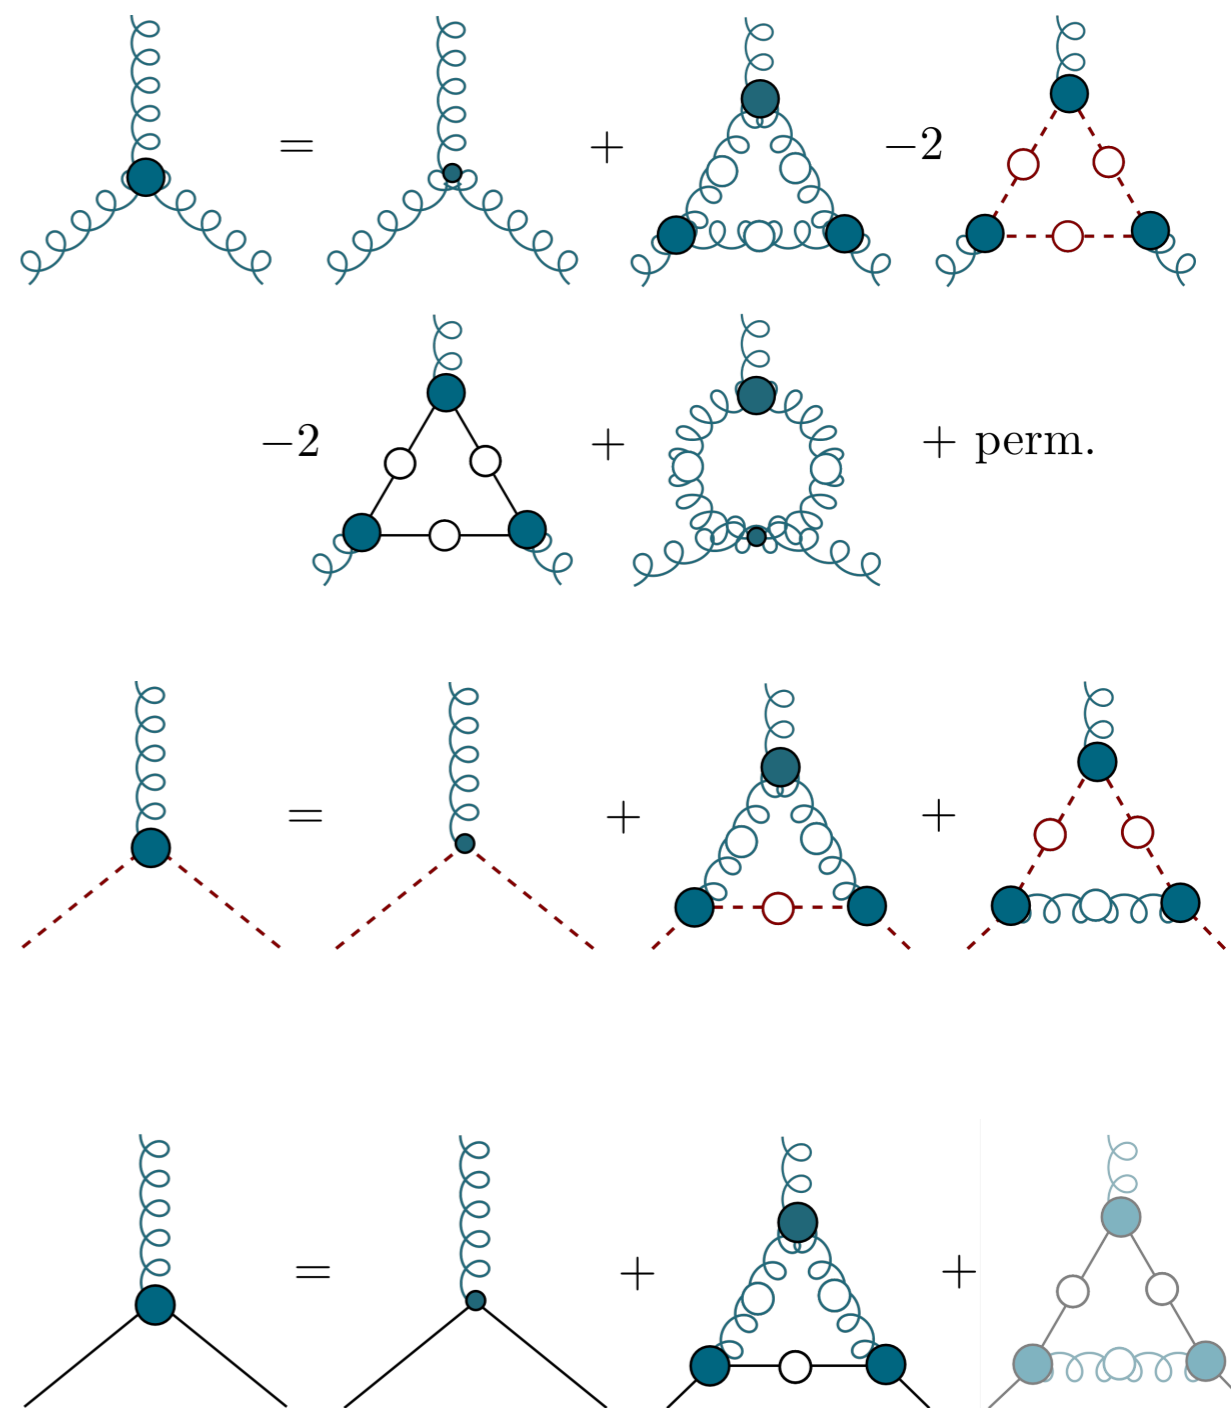 = + −2
−2 + + perm.
= + +
= + +